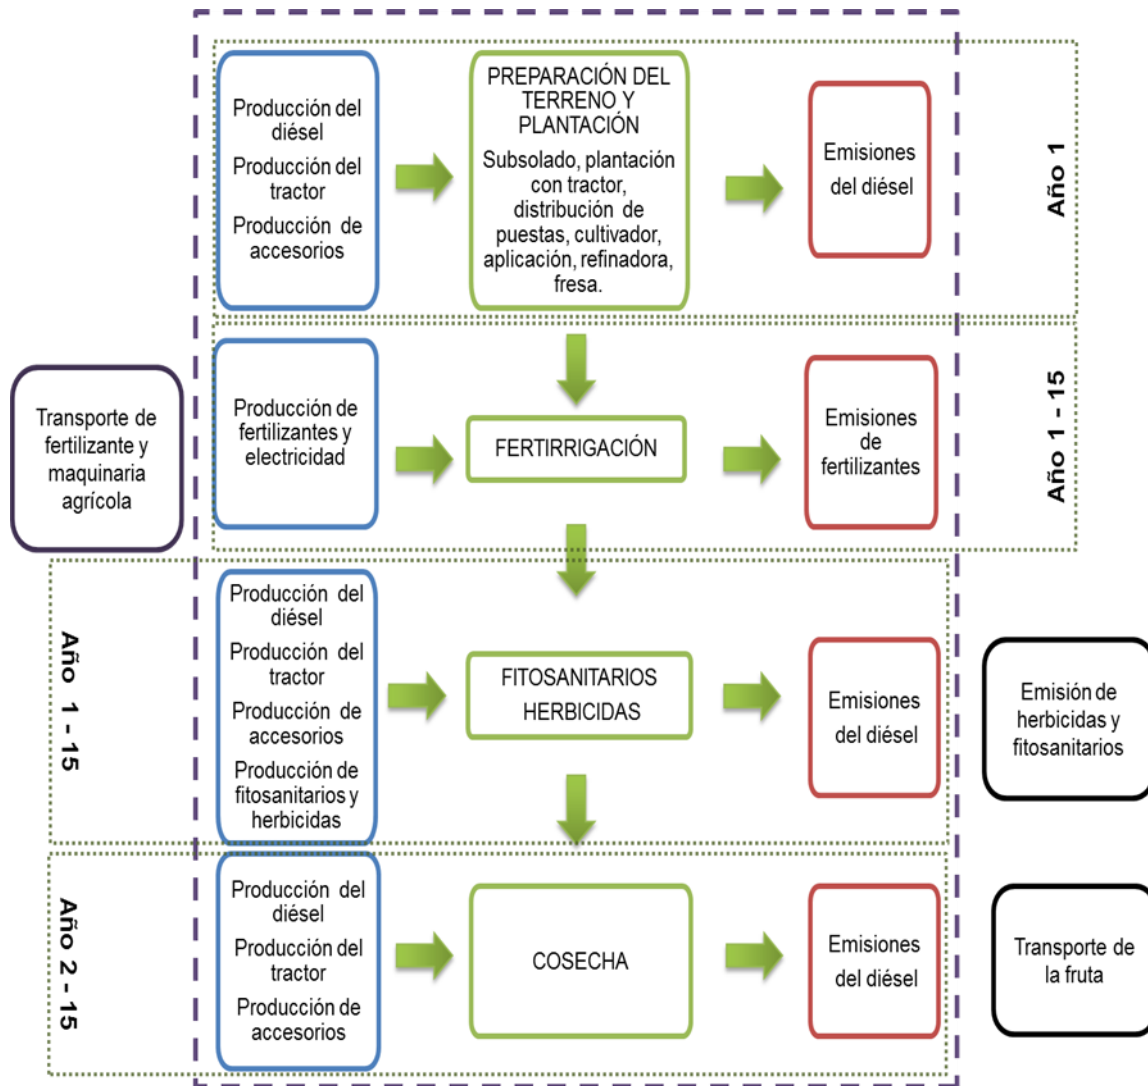 Producción del
diésel
Producción del
tractor
Producción de
accesorios
PREPARACIÓN DEL
TERRENO Y
PLANTACIÓN
Subsolado, plantación
con tractor,
distribución de
puestas, cultivador,
aplicación, refinadora,
fresa.
Emisiones
del diésel
Año 1
Transporte de
fertilizante y
maquinaria
agrícola
Producción de
fertilizantes y
electricidad
FERTIRRIGACIÓN
Emisiones
de
fertilizantes
Año 1 - 15
Año 1 - 15
Producción del
diésel
Producción del
tractor
Producción de
accesorios
Producción de
fitosanitarios y
herbicidas
FITOSANITARIOS
HERBICIDAS
Emisiones
del diésel
Emisión de
herbicidas y
fitosanitarios
Año 2 - 15
Producción del
diésel
Producción del
tractor
Producción de
accesorios
COSECHA
Emisiones
del diésel
Transporte de
la fruta